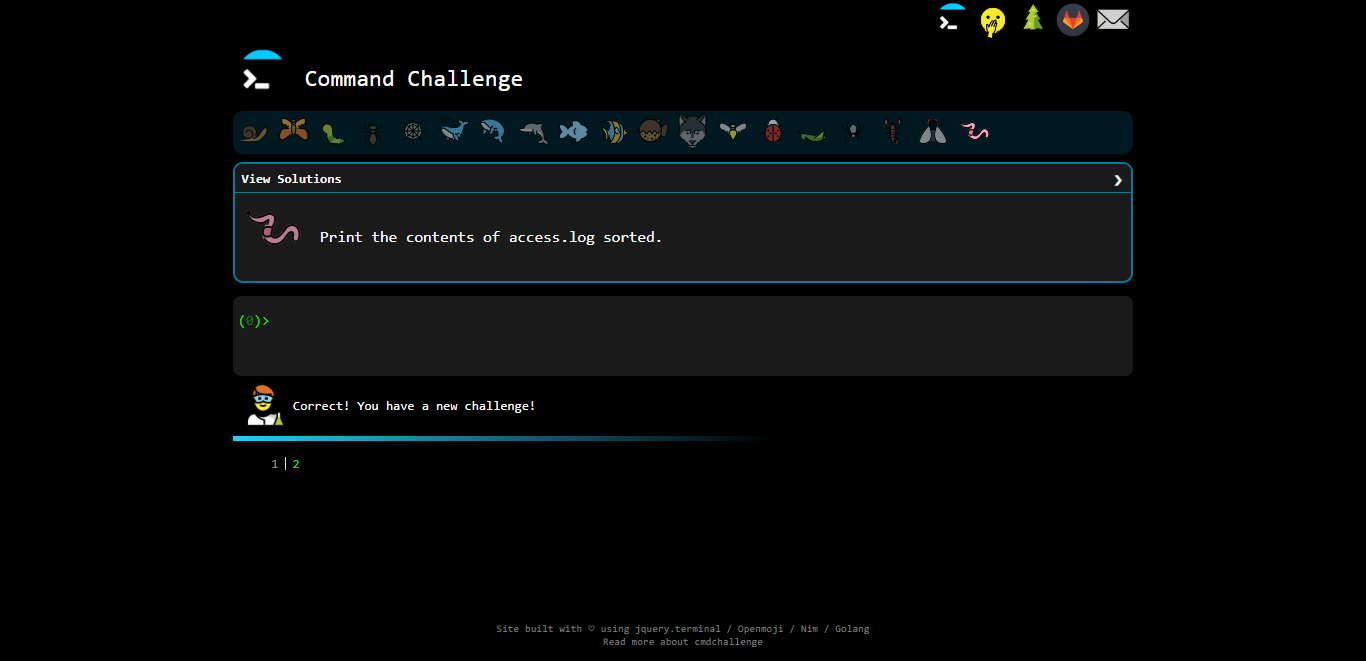 Command Challenge
View Solutions ❯
Print the contents of access.log sorted.
(0)>
Correct! You have a new challenge!
1 2
Site built with ♡ using jquery.terminal / Openmoji / Nim / Golang
Read more about cmdchallenge